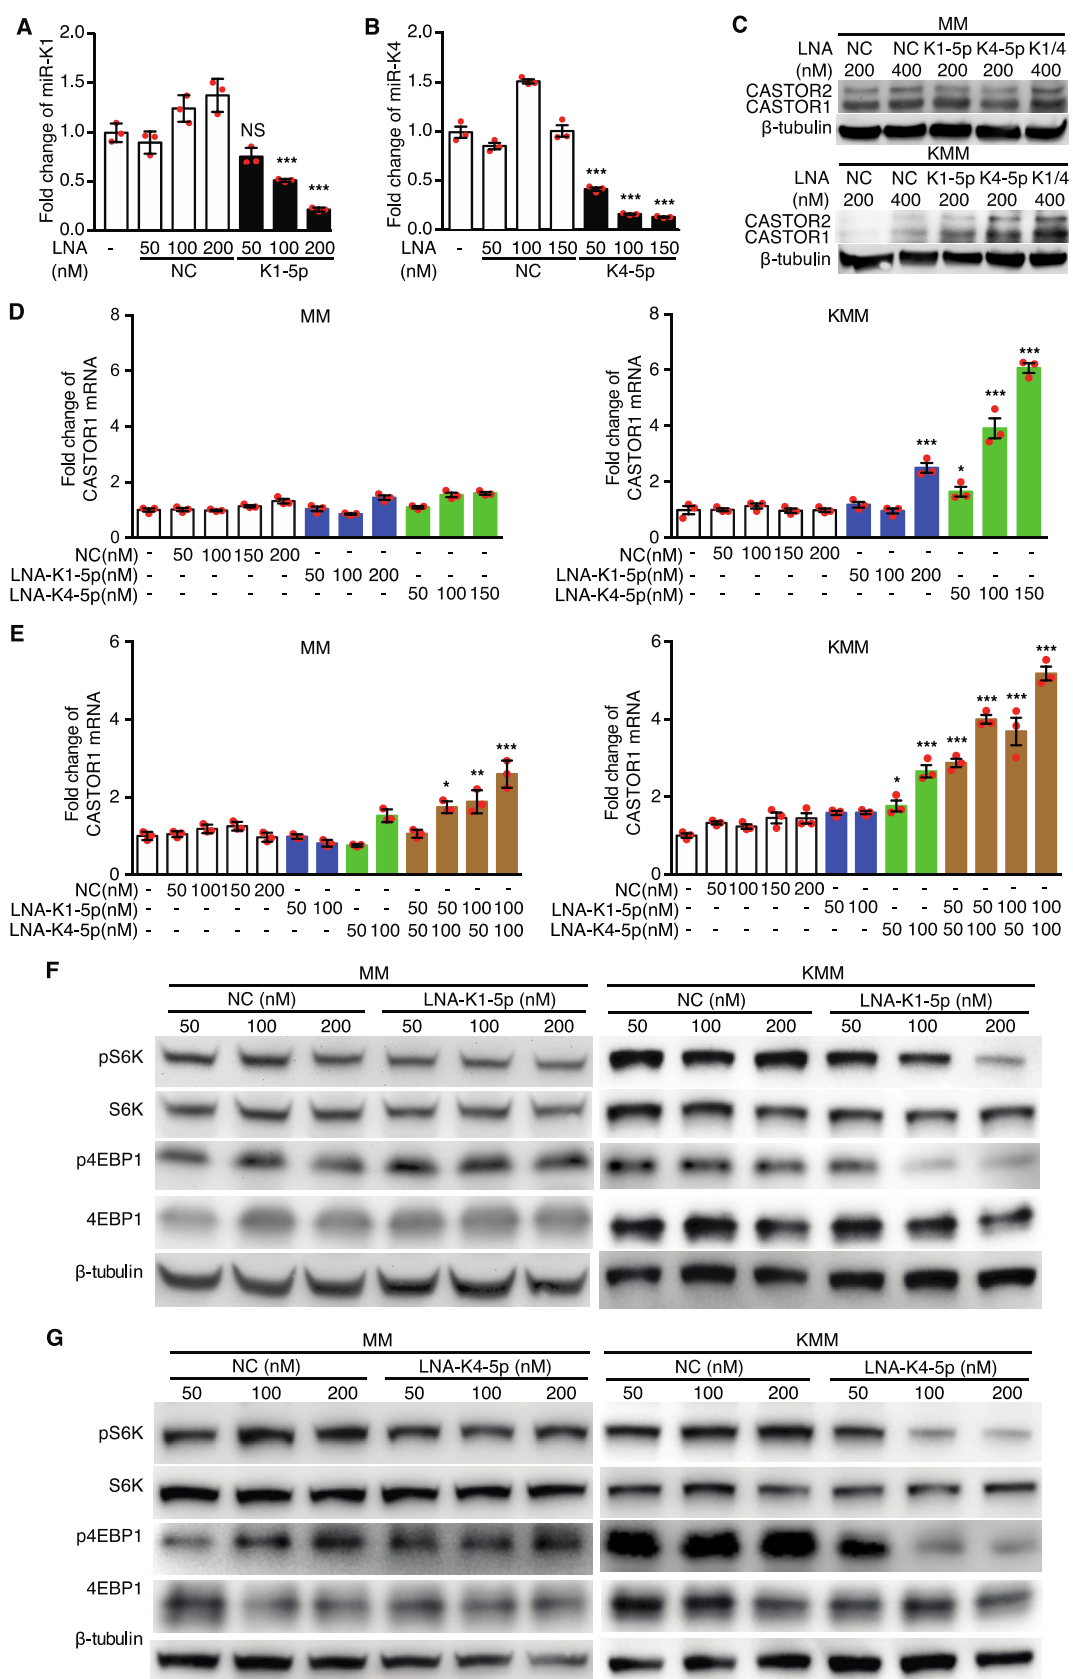 A
Fold change of miR-K1
2.0
1.5
1.0
0.5
0
NS
***
***
LNA - 50 100 200 50 100 200
(nM) NC K1-5p
B
Fold change of miR-K4
2.0
1.5
1.0
0.5
0
***
***
***
LNA - 50 100 150 50 100 150
(nM) NC K4-5p
C
MM
LNA NC NC K1-5p K4-5p K1/4
(nM) 200 400 200 200 400
CASTOR2
CASTOR1
β-tubulin
KMM
LNA NC NC K1-5p K4-5p K1/4
(nM) 200 400 200 200 400
CASTOR2
CASTOR1
β-tubulin
D
MM
Fold change of
CASTOR1 mRNA
8
6
4
2
0
NC(nM) - 50 100 150 200 - - - - - -
LNA-K1-5p(nM) - - - - - 50 100 200 - - -
LNA-K4-5p(nM) - - - - - - - - 50 100 150
KMM
Fold change of
CASTOR1 mRNA
8
6
4
2
0
***
*
***
***
NC(nM) - 50 100 150 200 - - - - - -
LNA-K1-5p(nM) - - - - - 50 100 200 - - -
LNA-K4-5p(nM) - - - - - - - - 50 100 150
E
MM
Fold change of
CASTOR1 mRNA
6
4
2
0
*
**
***
NC(nM) - 50 100 150 200 - - - - - - - -
LNA-K1-5p(nM) - - - - - 50 100 - - 50 50 100 100
LNA-K4-5p(nM) - - - - - - - 50 100 50 100 50 100
KMM
Fold change of
CASTOR1 mRNA
6
4
2
0
*
***
***
***
***
***
NC(nM) - 50 100 150 200 - - - - - - - -
LNA-K1-5p(nM) - - - - - 50 100 - - 50 50 100 100
LNA-K4-5p(nM) - - - - - - - 50 100 50 100 50 100
F
MM KMM
NC (nM) LNA-K1-5p (nM) NC (nM) LNA-K1-5p (nM)
50 100 200 50 100 200 50 100 200 50 100 200
pS6K
S6K
p4EBP1
4EBP1
β-tubulin
G
MM KMM
NC (nM) LNA-K4-5p (nM) NC (nM) LNA-K4-5p (nM)
50 100 200 50 100 200 50 100 200 50 100 200
pS6K
S6K
p4EBP1
4EBP1
β-tubulin